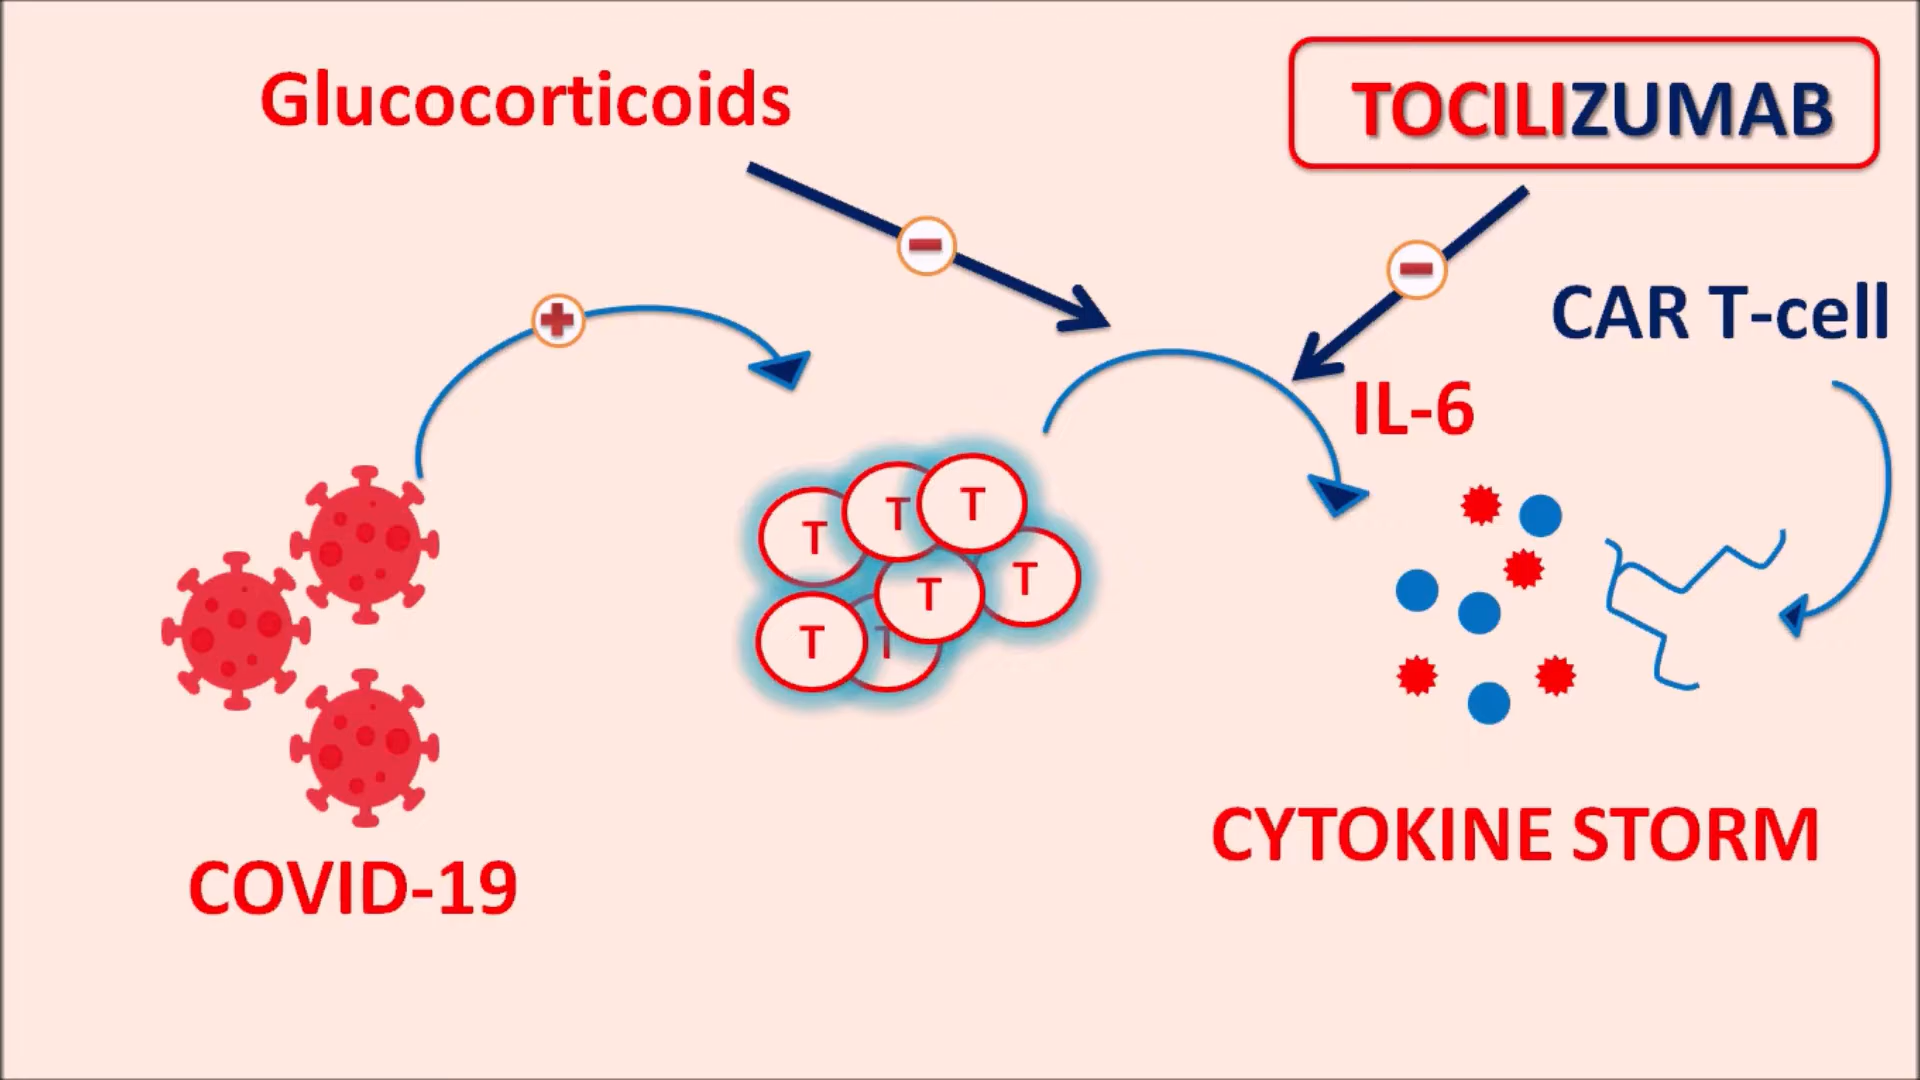 Glucocorticoids
TOCILIZUMAB
CAR T-cell
IL-6
T
T
T
T
T
T
T
CYTOKINE STORM
COVID-19